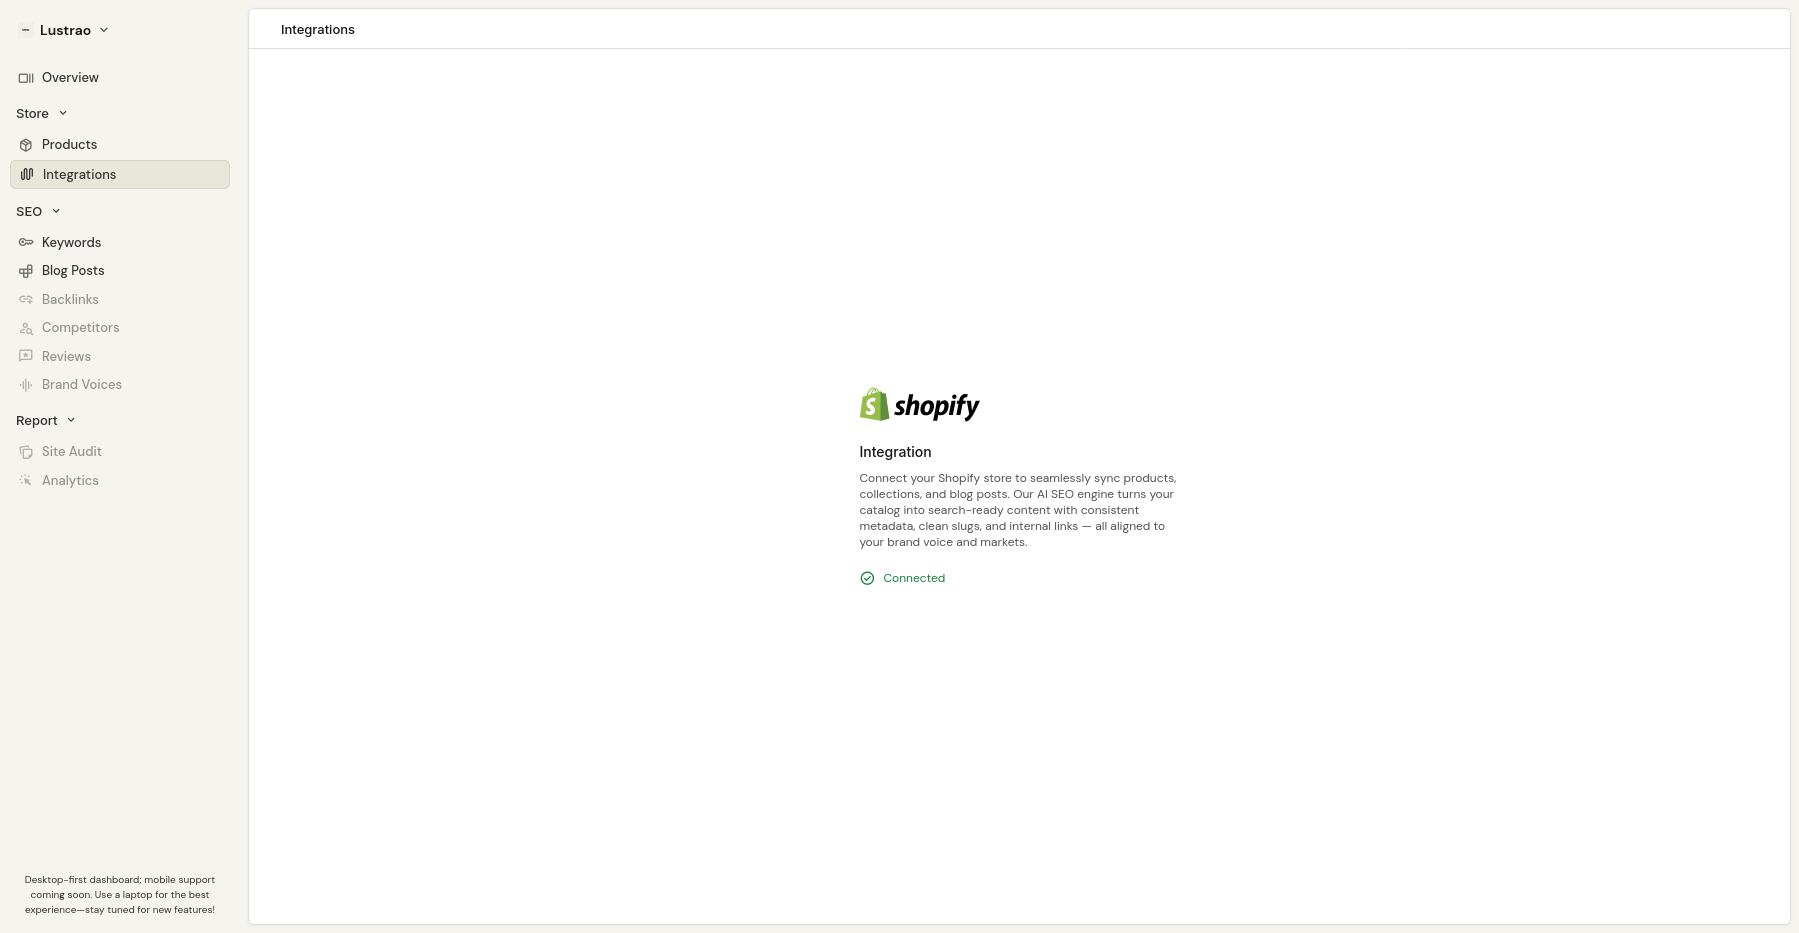 Lustrao
Overview
Store
Products
Integrations
SEO
Keywords
Blog Posts
Backlinks
Competitors
Reviews
Brand Voices
Report
Site Audit
Analytics
Desktop-first dashboard; mobile support
coming soon. Use a laptop for the best
experience—stay tuned for new features!
Integrations
shopify
Integration
Connect your Shopify store to seamlessly sync products,
collections, and blog posts. Our AI SEO engine turns your
catalog into search-ready content with consistent
metadata, clean slugs, and internal links — all aligned to
your brand voice and markets.
Connected